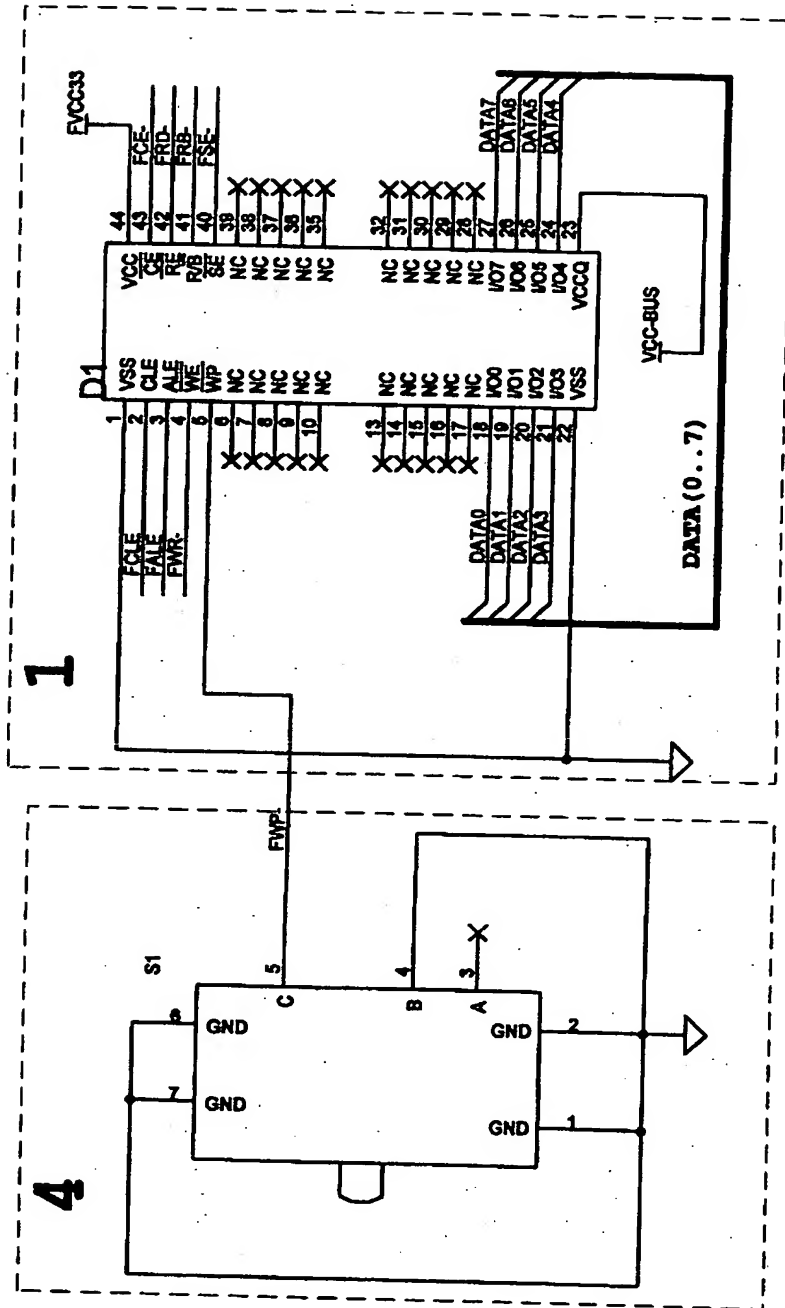 1
D1
1 VSS
2 CLE
3 ALE
4 WE
5 WP
6 NC
7 NC
8 NC
9 NC
10 NC
13 NC
14 NC
15 NC
16 NC
17 NC
18 I/O0
19 I/O1
20 I/O2
21 I/O3
22 VSS
VCC 44
CE 43
RE 42
R/B 41
SE 40
NC 39
NC 38
NC 37
NC 36
NC 35
NC 32
NC 31
NC 30
NC 29
NC 28
I/O7 27
I/O6 26
I/O5 25
I/O4 24
VCCQ 23
FCLE
FALE
FWR-
FVCC33
FCE-
FRD-
FRB-
FSE-
DATA0
DATA1
DATA2
DATA3
DATA7
DATA6
DATA5
DATA4
VCC-BUS
DATA(0..7)
FWP-
4
S1
6 GND
7 GND
C 5
B 4
A 3
GND 2
GND 1